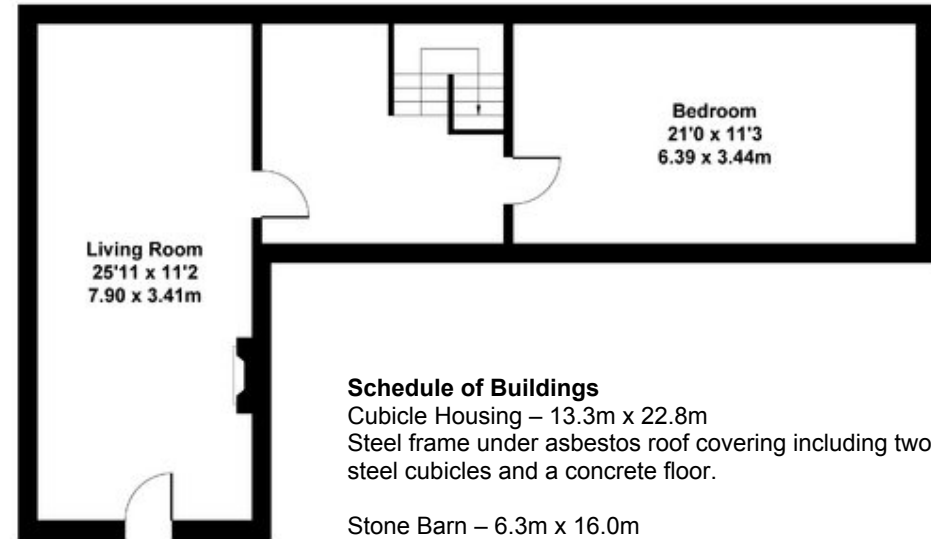 Bedroom
21'0 x 11'3
6.39 x 3.44m
Living Room
25'11 x 11'2
7.90 x 3.41m
Schedule of Buildings
Cubicle Housing – 13.3m x 22.8m
Steel frame under asbestos roof covering including two
steel cubicles and a concrete floor.
Stone Barn – 6.3m x 16.0m